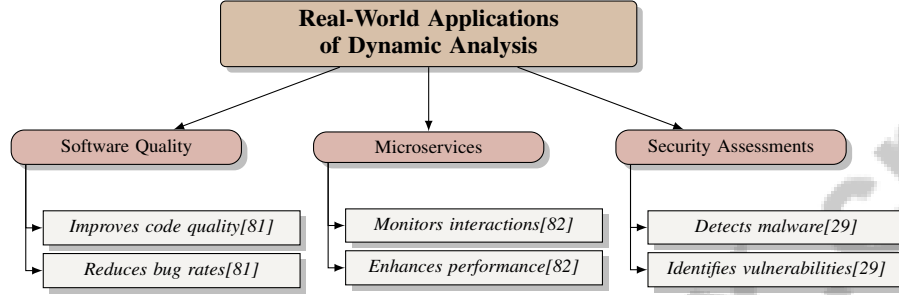 Real-World Applications
of Dynamic Analysis
Software Quality
Improves code quality[81]
Reduces bug rates[81]
Microservices
Monitors interactions[82]
Enhances performance[82]
Security Assessments
Detects malware[29]
Identifies vulnerabilities[29]